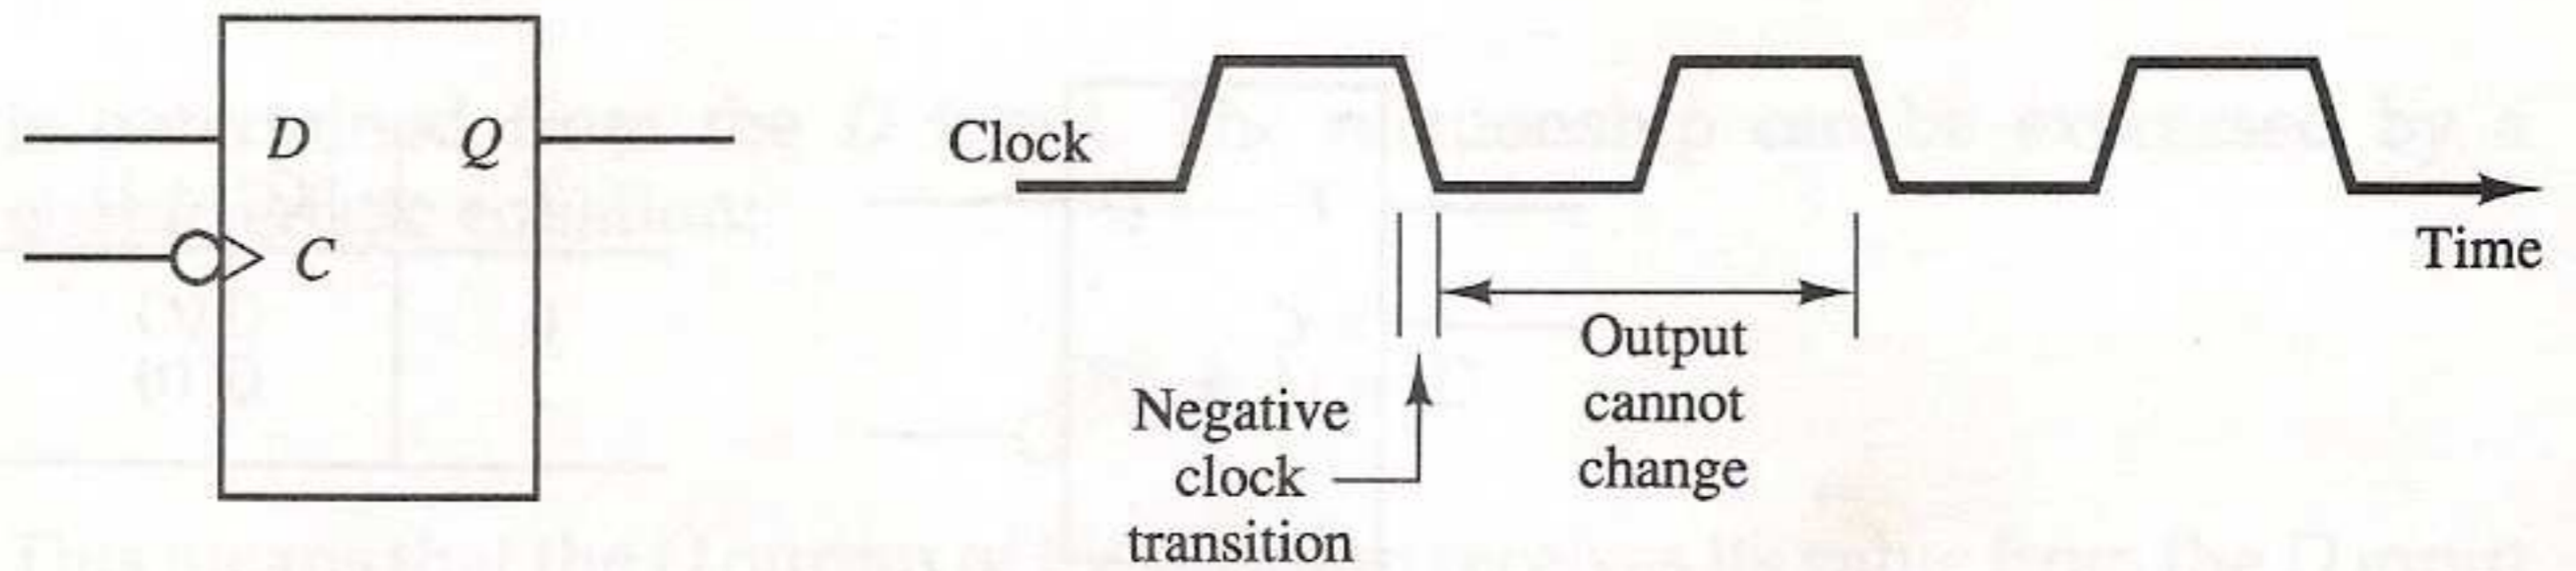 D
Q
C
Clock
Time
Output
cannot
change
Negative
clock
transition